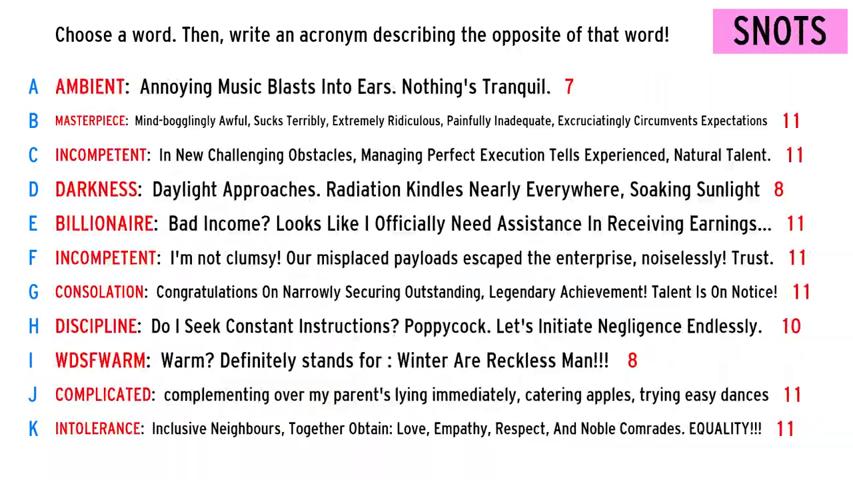 Choose a word. Then, write an acronym describing the opposite of that word!
SNOTS
A AMBIENT: Annoying Music Blasts Into Ears. Nothing's Tranquil. 7
B MASTERPIECE: Mind-bogglingly Awful, Sucks Terribly, Extremely Ridiculous, Painfully Inadequate, Excruciatingly Circumvents Expectations 11
C INCOMPETENT: In New Challenging Obstacles, Managing Perfect Execution Tells Experienced, Natural Talent. 11
D DARKNESS: Daylight Approaches. Radiation Kindles Nearly Everywhere, Soaking Sunlight 8
E BILLIONAIRE: Bad Income? Looks Like I Officially Need Assistance In Receiving Earnings... 11
F INCOMPETENT: I'm not clumsy! Our misplaced payloads escaped the enterprise, noiselessly! Trust. 11
G CONSOLATION: Congratulations On Narrowly Securing Outstanding, Legendary Achievement! Talent Is On Notice! 11
H DISCIPLINE: Do I Seek Constant Instructions? Poppycock. Let's Initiate Negligence Endlessly. 10
I WDSFWARM: Warm? Definitely stands for : Winter Are Reckless Man!!! 8
J COMPLICATED: complementing over my parent's lying immediately, catering apples, trying easy dances 11
K INTOLERANCE: Inclusive Neighbours, Together Obtain: Love, Empathy, Respect, And Noble Comrades. EQUALITY!!! 11